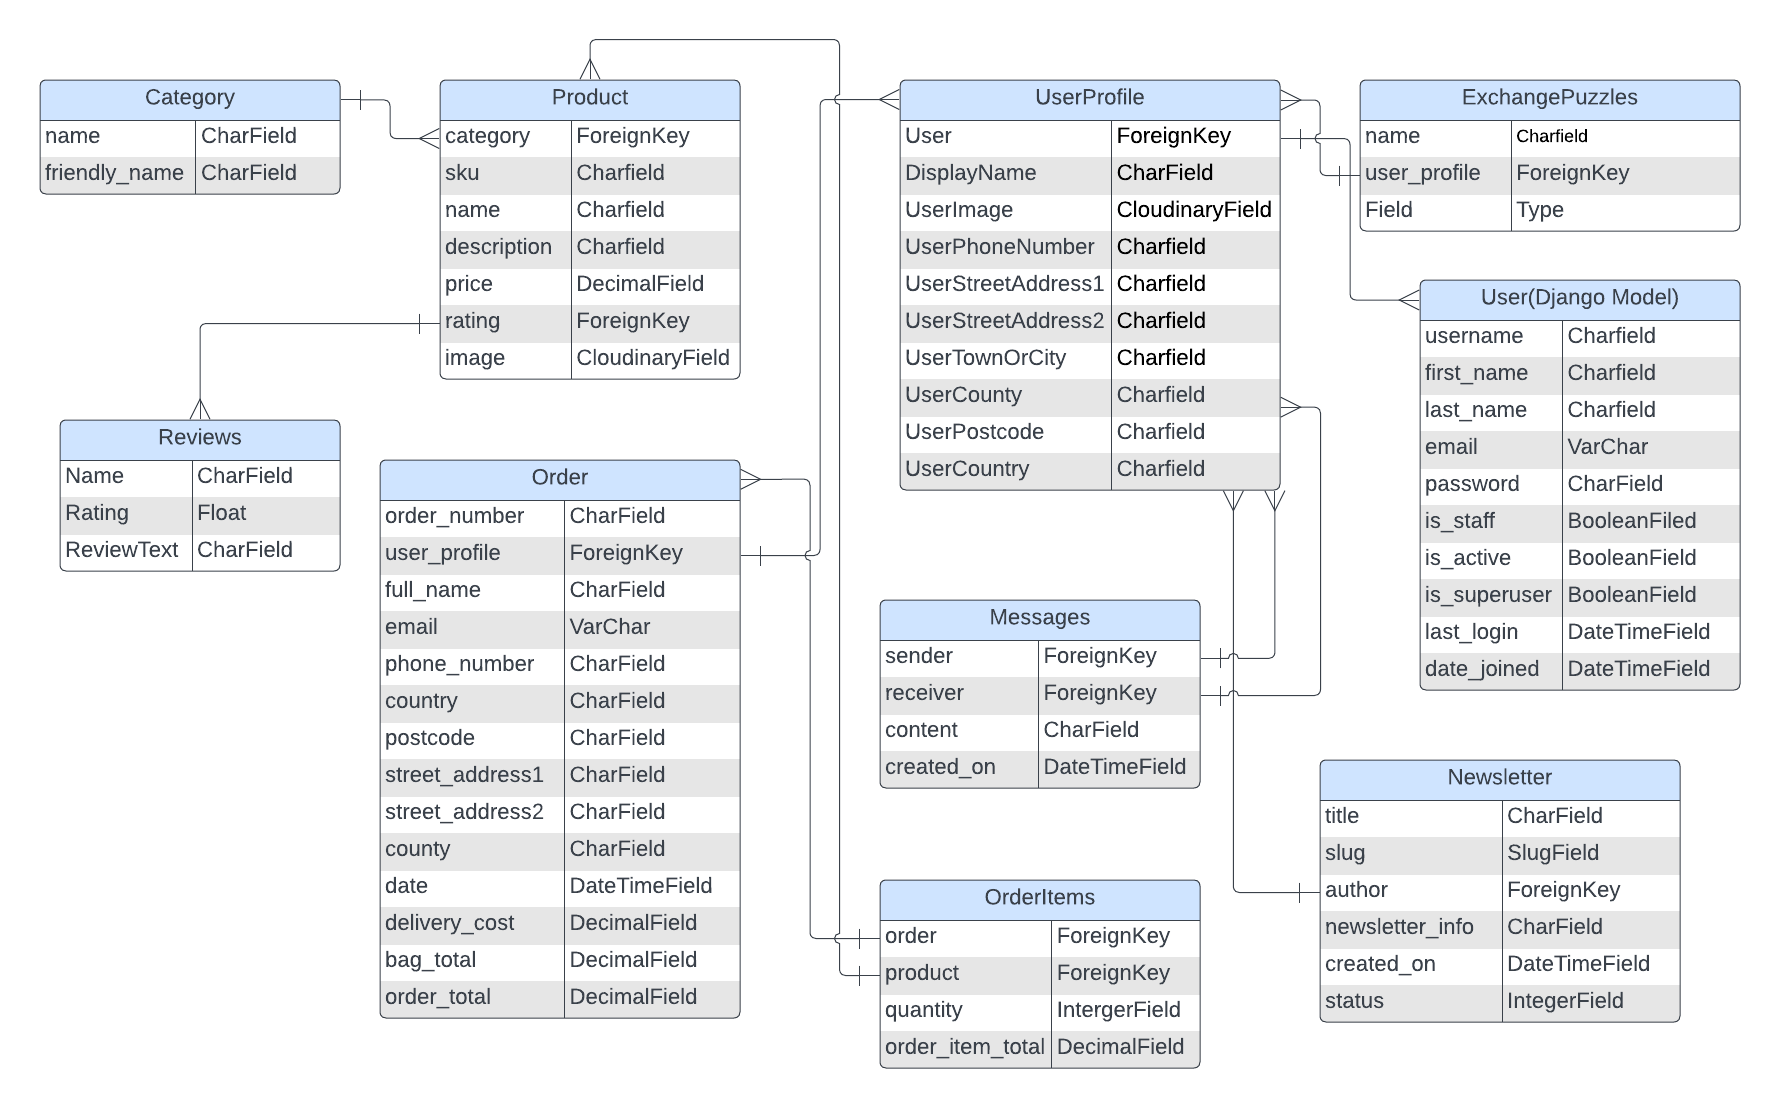 Category
name CharField
friendly_name CharField
Product
category ForeignKey
sku Charfield
name Charfield
description Charfield
price DecimalField
rating ForeignKey
image CloudinaryField
UserProfile
User ForeignKey
DisplayName CharField
UserImage CloudinaryField
UserPhoneNumber Charfield
UserStreetAddress1 Charfield
UserStreetAddress2 Charfield
UserTownOrCity Charfield
UserCounty Charfield
UserPostcode Charfield
UserCountry Charfield
ExchangePuzzles
name Charfield
user_profile ForeignKey
Field Type
User(Django Model)
username Charfield
first_name Charfield
last_name Charfield
email VarChar
password CharField
is_staff BooleanFiled
is_active BooleanField
is_superuser BooleanField
last_login DateTimeField
date_joined DateTimeField
Reviews
Name CharField
Rating Float
ReviewText CharField
Order
order_number CharField
user_profile ForeignKey
full_name CharField
email VarChar
phone_number CharField
country CharField
postcode CharField
street_address1 CharField
street_address2 CharField
county CharField
date DateTimeField
delivery_cost DecimalField
bag_total DecimalField
order_total DecimalField
Messages
sender ForeignKey
receiver ForeignKey
content CharField
created_on DateTimeField
Newsletter
title CharField
slug SlugField
author ForeignKey
newsletter_info CharField
created_on DateTimeField
status IntegerField
OrderItems
order ForeignKey
product ForeignKey
quantity IntergerField
order_item_total DecimalField